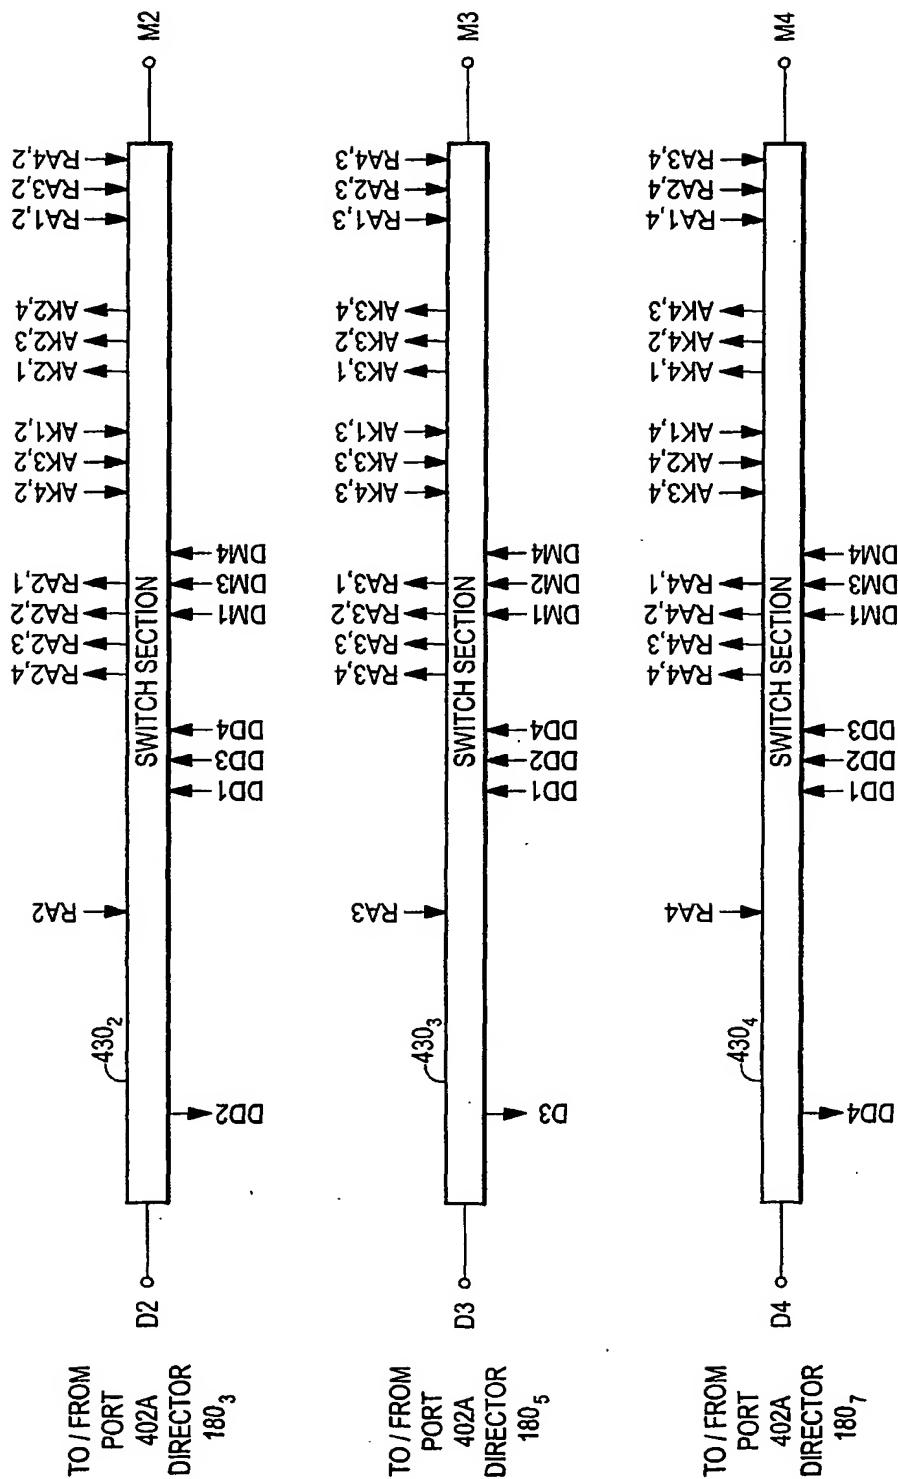 TO / FROM
PORT
402A
DIRECTOR
180₃
D2
430₂
DD2
RA2
DD1
DD3
DD4
RA2,4
RA2,3
RA2,2
RA2,1
SWITCH SECTION
DM1
DM3
DM4
AK4,2
AK3,2
AK1,2
AK2,1
AK2,3
AK2,4
RA1,2
RA3,2
RA4,2
M2
TO / FROM
PORT
402A
DIRECTOR
180₅
D3
430₃
D3
RA3
DD1
DD2
DD4
RA3,4
RA3,3
RA3,2
RA3,1
SWITCH SECTION
DM1
DM2
DM4
AK4,3
AK3,3
AK1,3
AK3,1
AK3,2
AK3,4
RA1,3
RA2,3
RA4,3
M3
TO / FROM
PORT
402A
DIRECTOR
180₇
D4
430₄
DD4
RA4
DD1
DD2
DD3
RA4,4
RA4,3
RA4,2
RA4,1
SWITCH SECTION
DM1
DM3
DM4
AK3,4
AK2,4
AK1,4
AK4,1
AK4,2
AK4,3
RA1,4
RA2,4
RA3,4
M4